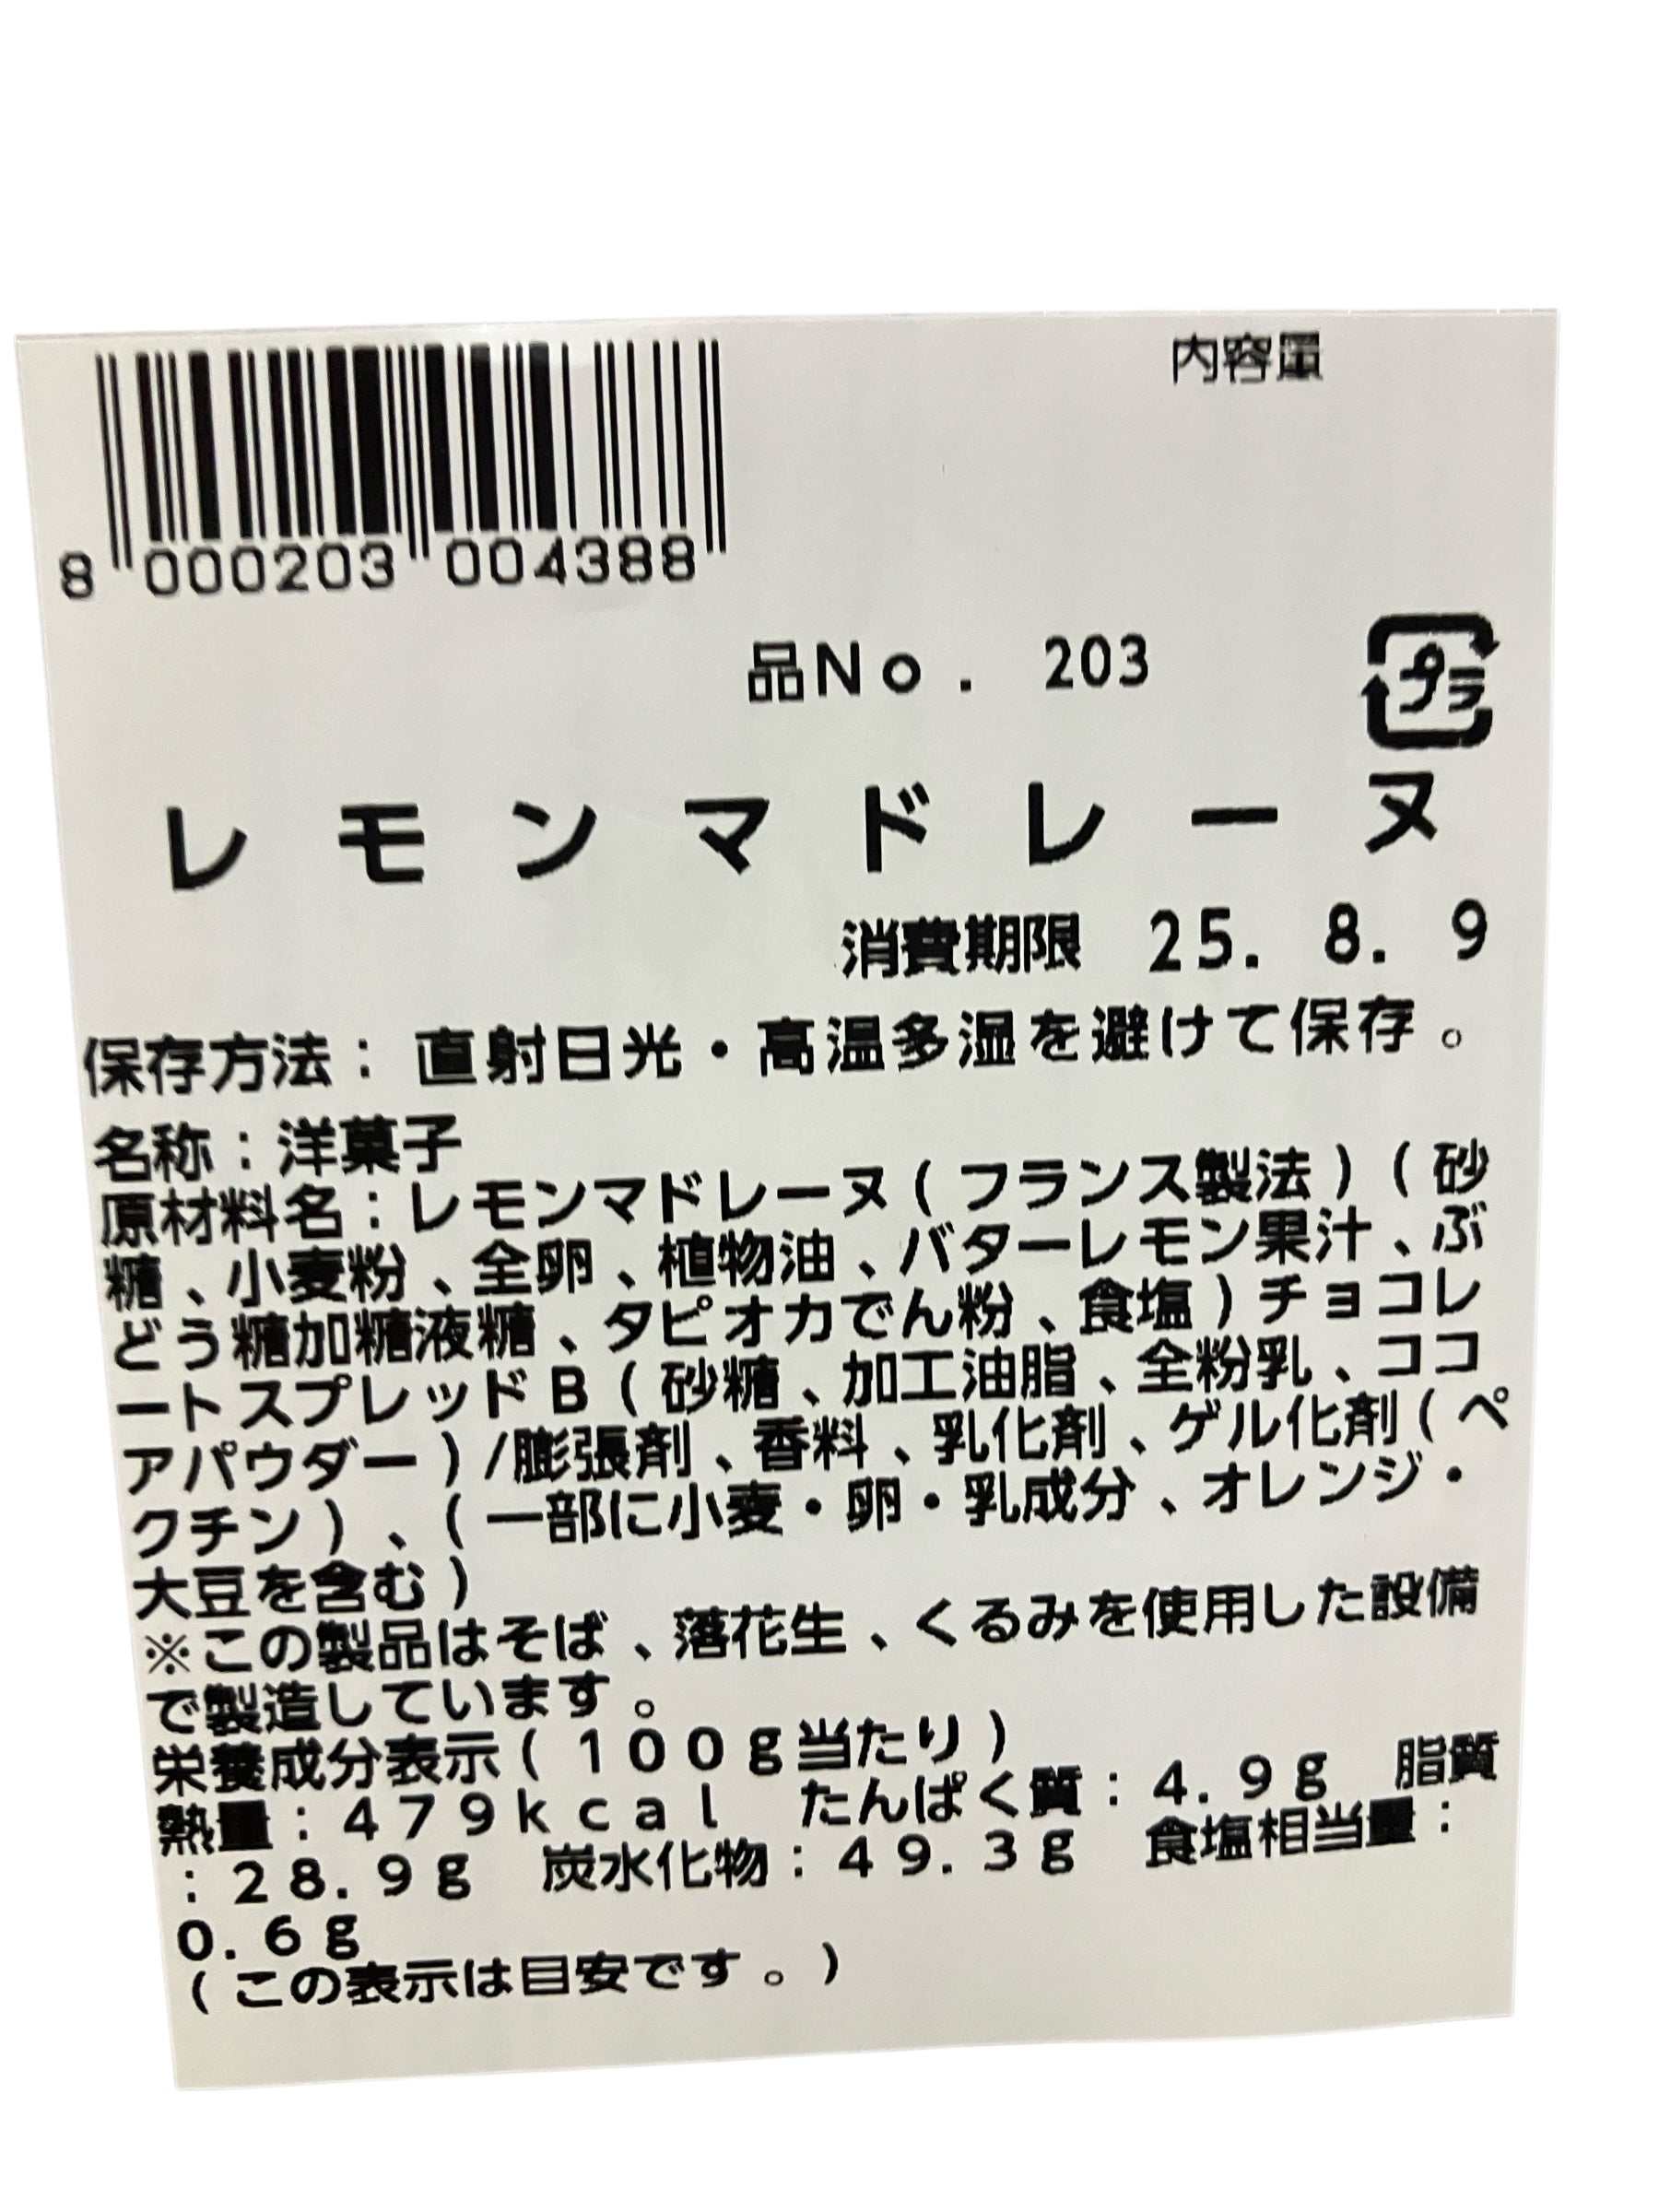 内容量
8 000203 004388
品No. 203
プラ
レモンマドレーヌ
消費期限 25. 8. 9
保存方法：直射日光・高温多湿を避けて保存。
名称：洋菓子
原材料名：レモンマドレーヌ(フランス製法)(砂
糖、小麦粉、全卵、植物油、バターレモン果汁、ぶ
どう糖加糖液糖、タピオカでん粉、食塩)チョコレ
ートスプレッドB(砂糖、加工油脂、全粉乳、ココ
アパウダー)/膨張剤、香料、乳化剤、ゲル化剤(ペ
クチン)、(一部に小麦・卵・乳成分、オレンジ・
大豆を含む)
※この製品はそば、落花生、くるみを使用した設備
で製造しています。
栄養成分表示(100g当たり)
熱量：479kcal たんぱく質：4.9g 脂質
：28.9g 炭水化物：49.3g 食塩相当量：
0.6g
(この表示は目安です。)